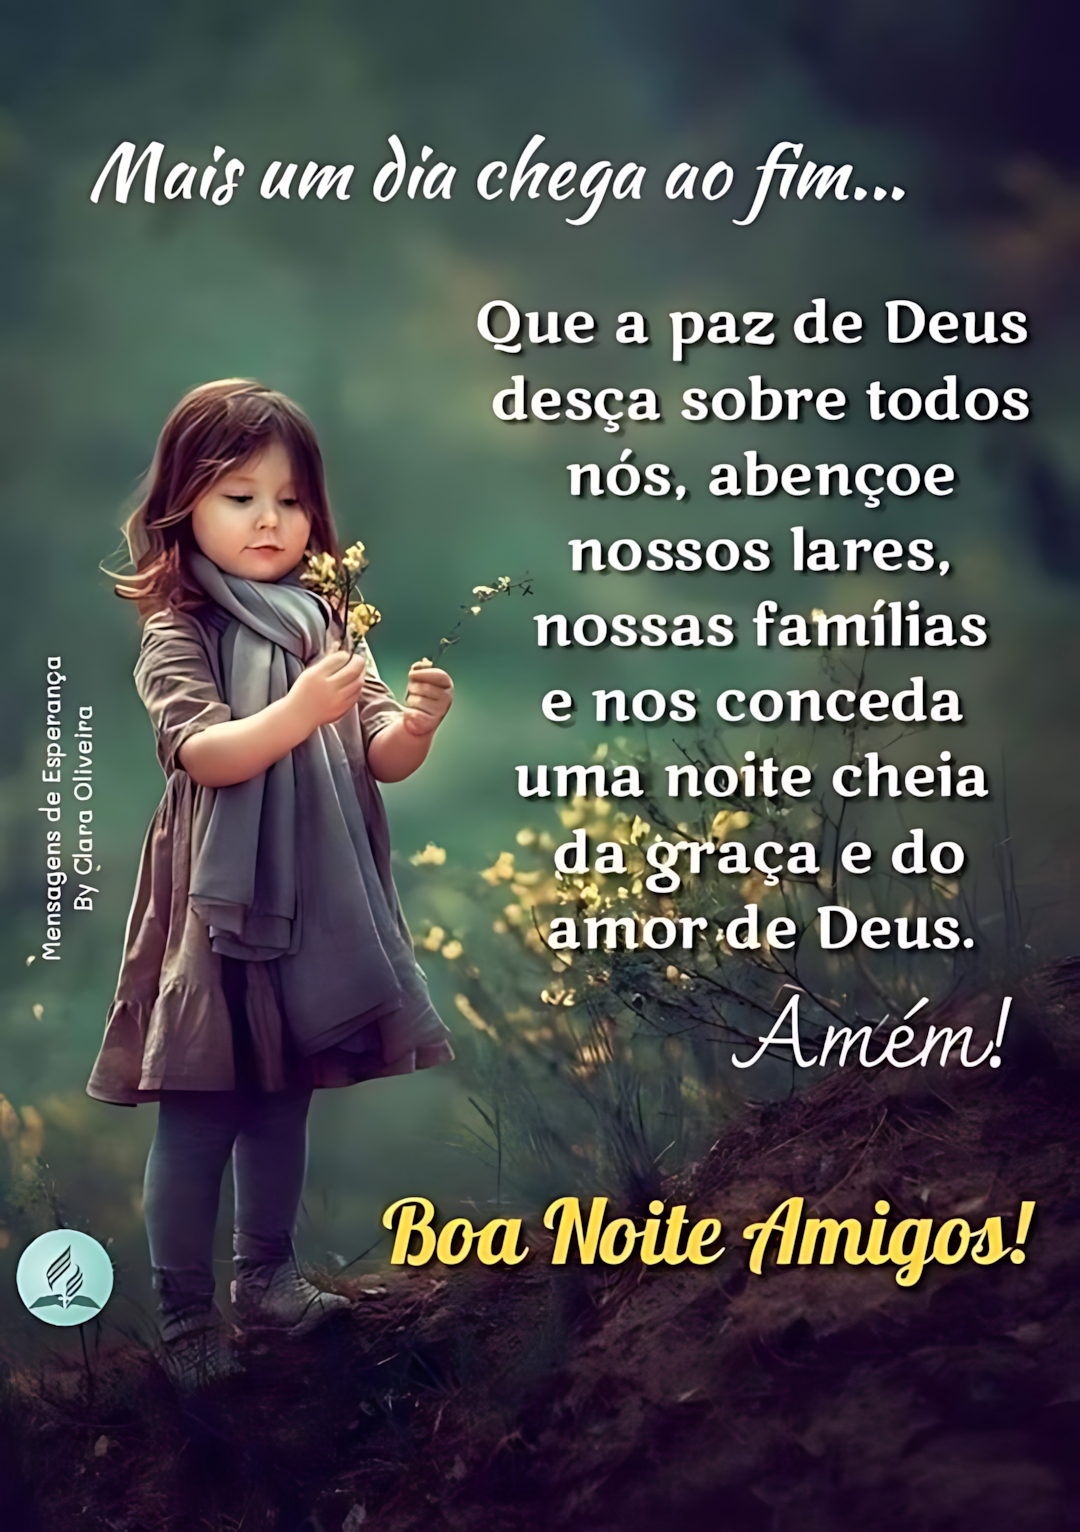 Mais um dia chega ao fim...
Que a paz de Deus
desça sobre todos
nós, abençoe
nossos lares,
nossas famílias
e nos conceda
uma noite cheia
da graça e do
amor de Deus.
Amém!
Mensagens de Esperança
By Clara Oliveira
Boa Noite Amigos!